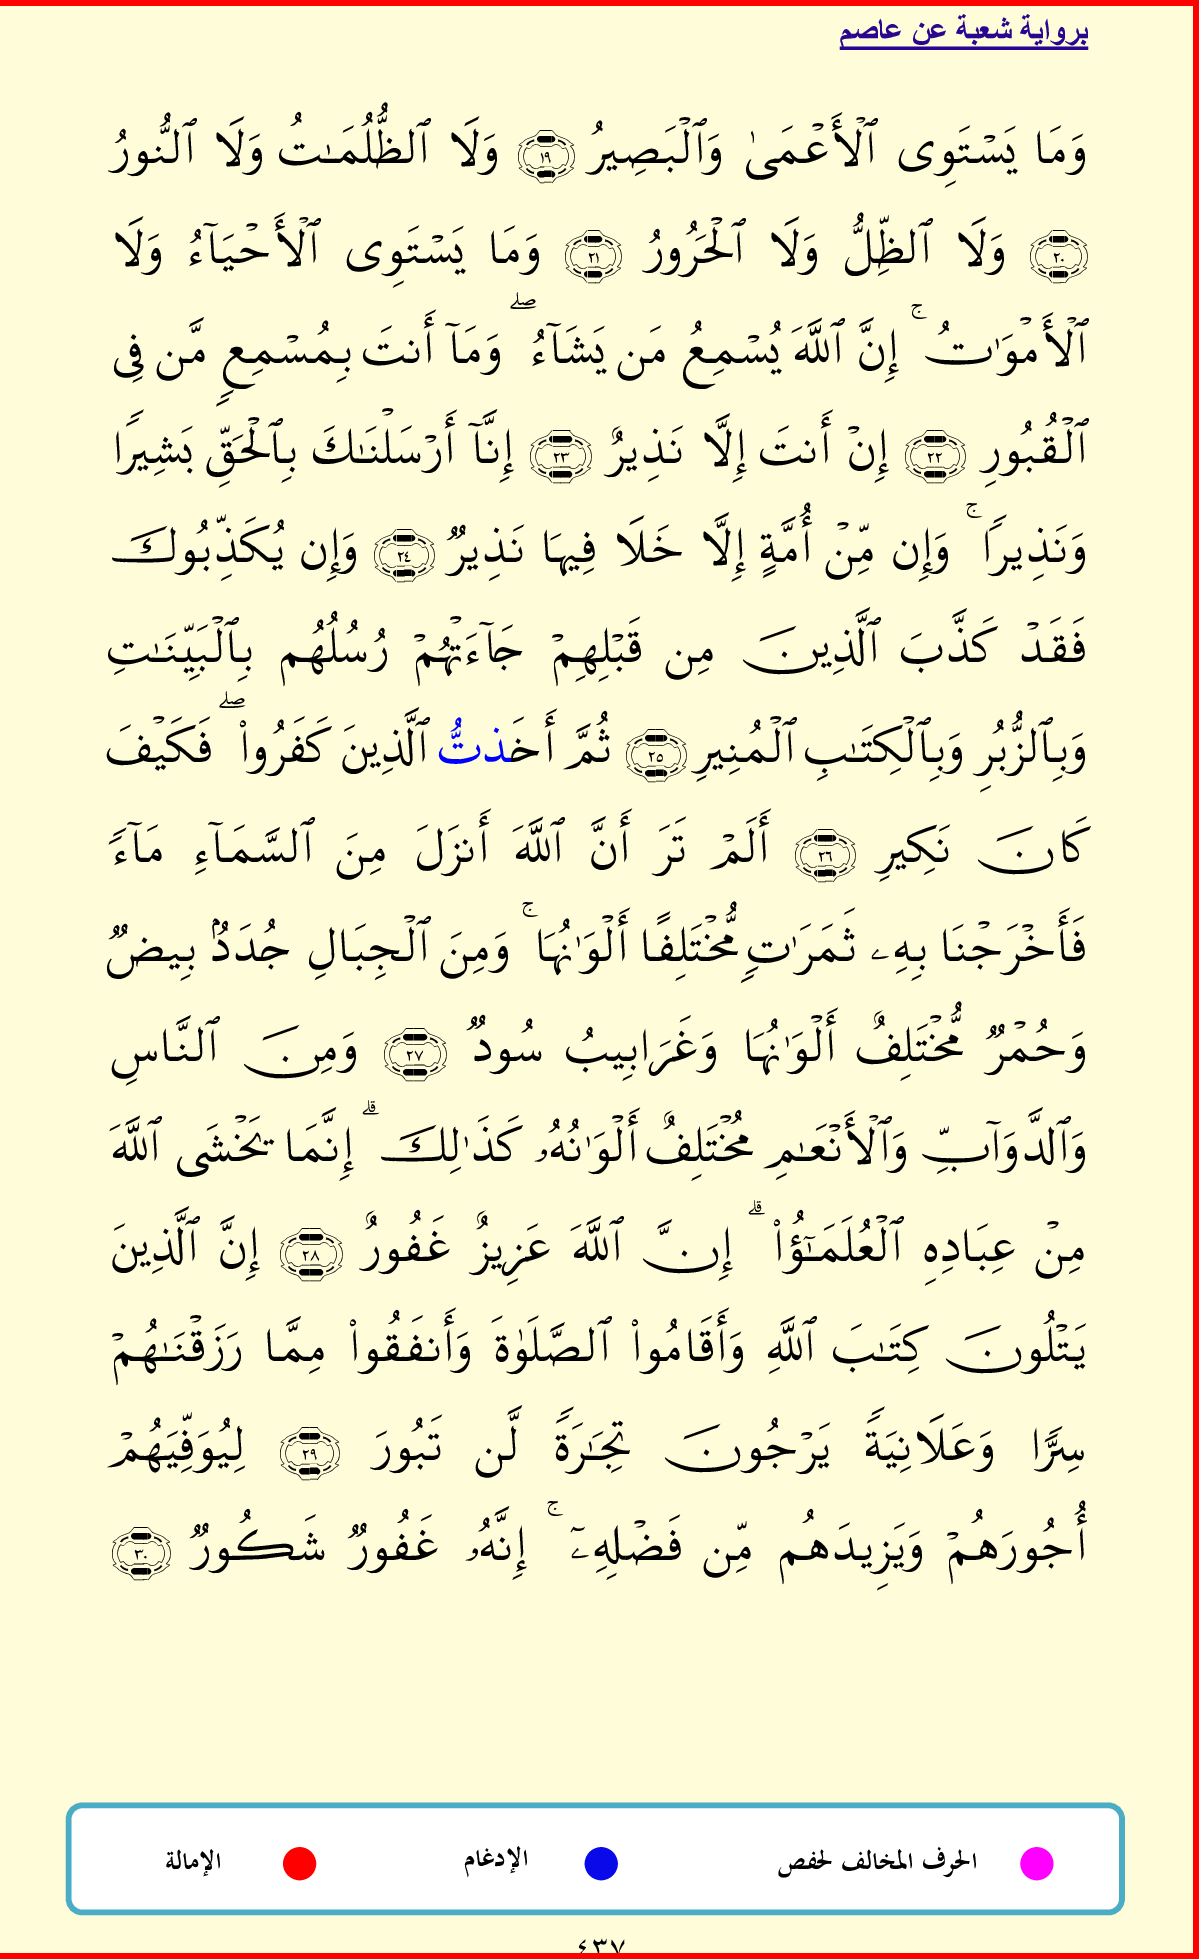 برواية شعبة عن عاصم
وَمَا يَسْتَوِى ٱلْأَعْمَىٰ وَٱلْبَصِيرُ ١٩ وَلَا ٱلظُّلُمَـٰتُ وَلَا ٱلنُّورُ
٢٠ وَلَا ٱلظِّلُّ وَلَا ٱلْحَرُورُ ٢١ وَمَا يَسْتَوِى ٱلْأَحْيَآءُ وَلَا
ٱلْأَمْوَٰتُ ۚ إِنَّ ٱللَّهَ يُسْمِعُ مَن يَشَآءُ ۖ وَمَآ أَنتَ بِمُسْمِعٍ مَّن فِى
ٱلْقُبُورِ ٢٢ إِنْ أَنتَ إِلَّا نَذِيرٌ ٢٣ إِنَّآ أَرْسَلْنَـٰكَ بِٱلْحَقِّ بَشِيرًا
وَنَذِيرًا ۚ وَإِن مِّنْ أُمَّةٍ إِلَّا خَلَا فِيهَا نَذِيرٌ ٢٤ وَإِن يُكَذِّبُوكَ
فَقَدْ كَذَّبَ ٱلَّذِينَ مِن قَبْلِهِمْ جَآءَتْهُمْ رُسُلُهُم بِٱلْبَيِّنَـٰتِ
وَبِٱلزُّبُرِ وَبِٱلْكِتَـٰبِ ٱلْمُنِيرِ ٢٥ ثُمَّ أَخَذتُّ ٱلَّذِينَ كَفَرُوا۟ ۖ فَكَيْفَ
كَانَ نَكِيرِ ٢٦ أَلَمْ تَرَ أَنَّ ٱللَّهَ أَنزَلَ مِنَ ٱلسَّمَآءِ مَآءً
فَأَخْرَجْنَا بِهِۦ ثَمَرَٰتٍ مُّخْتَلِفًا أَلْوَٰنُهَا ۚ وَمِنَ ٱلْجِبَالِ جُدَدٌۢ بِيضٌ
وَحُمْرٌ مُّخْتَلِفٌ أَلْوَٰنُهَا وَغَرَابِيبُ سُودٌ ٢٧ وَمِنَ ٱلنَّاسِ
وَٱلدَّوَآبِّ وَٱلْأَنْعَـٰمِ مُخْتَلِفٌ أَلْوَٰنُهُۥ كَذَٰلِكَ ۗ إِنَّمَا يَخْشَى ٱللَّهَ
مِنْ عِبَادِهِ ٱلْعُلَمَـٰٓؤُا۟ ۗ إِنَّ ٱللَّهَ عَزِيزٌ غَفُورٌ ٢٨ إِنَّ ٱلَّذِينَ
يَتْلُونَ كِتَـٰبَ ٱللَّهِ وَأَقَامُوا۟ ٱلصَّلَوٰةَ وَأَنفَقُوا۟ مِمَّا رَزَقْنَـٰهُمْ
سِرًّا وَعَلَانِيَةً يَرْجُونَ تِجَـٰرَةً لَّن تَبُورَ ٢٩ لِيُوَفِّيَهُمْ
أُجُورَهُمْ وَيَزِيدَهُم مِّن فَضْلِهِۦٓ ۚ إِنَّهُۥ غَفُورٌ شَكُورٌ ٣٠
الحرف المخالف لحفص الإدغام الإمالة
٤٣٧